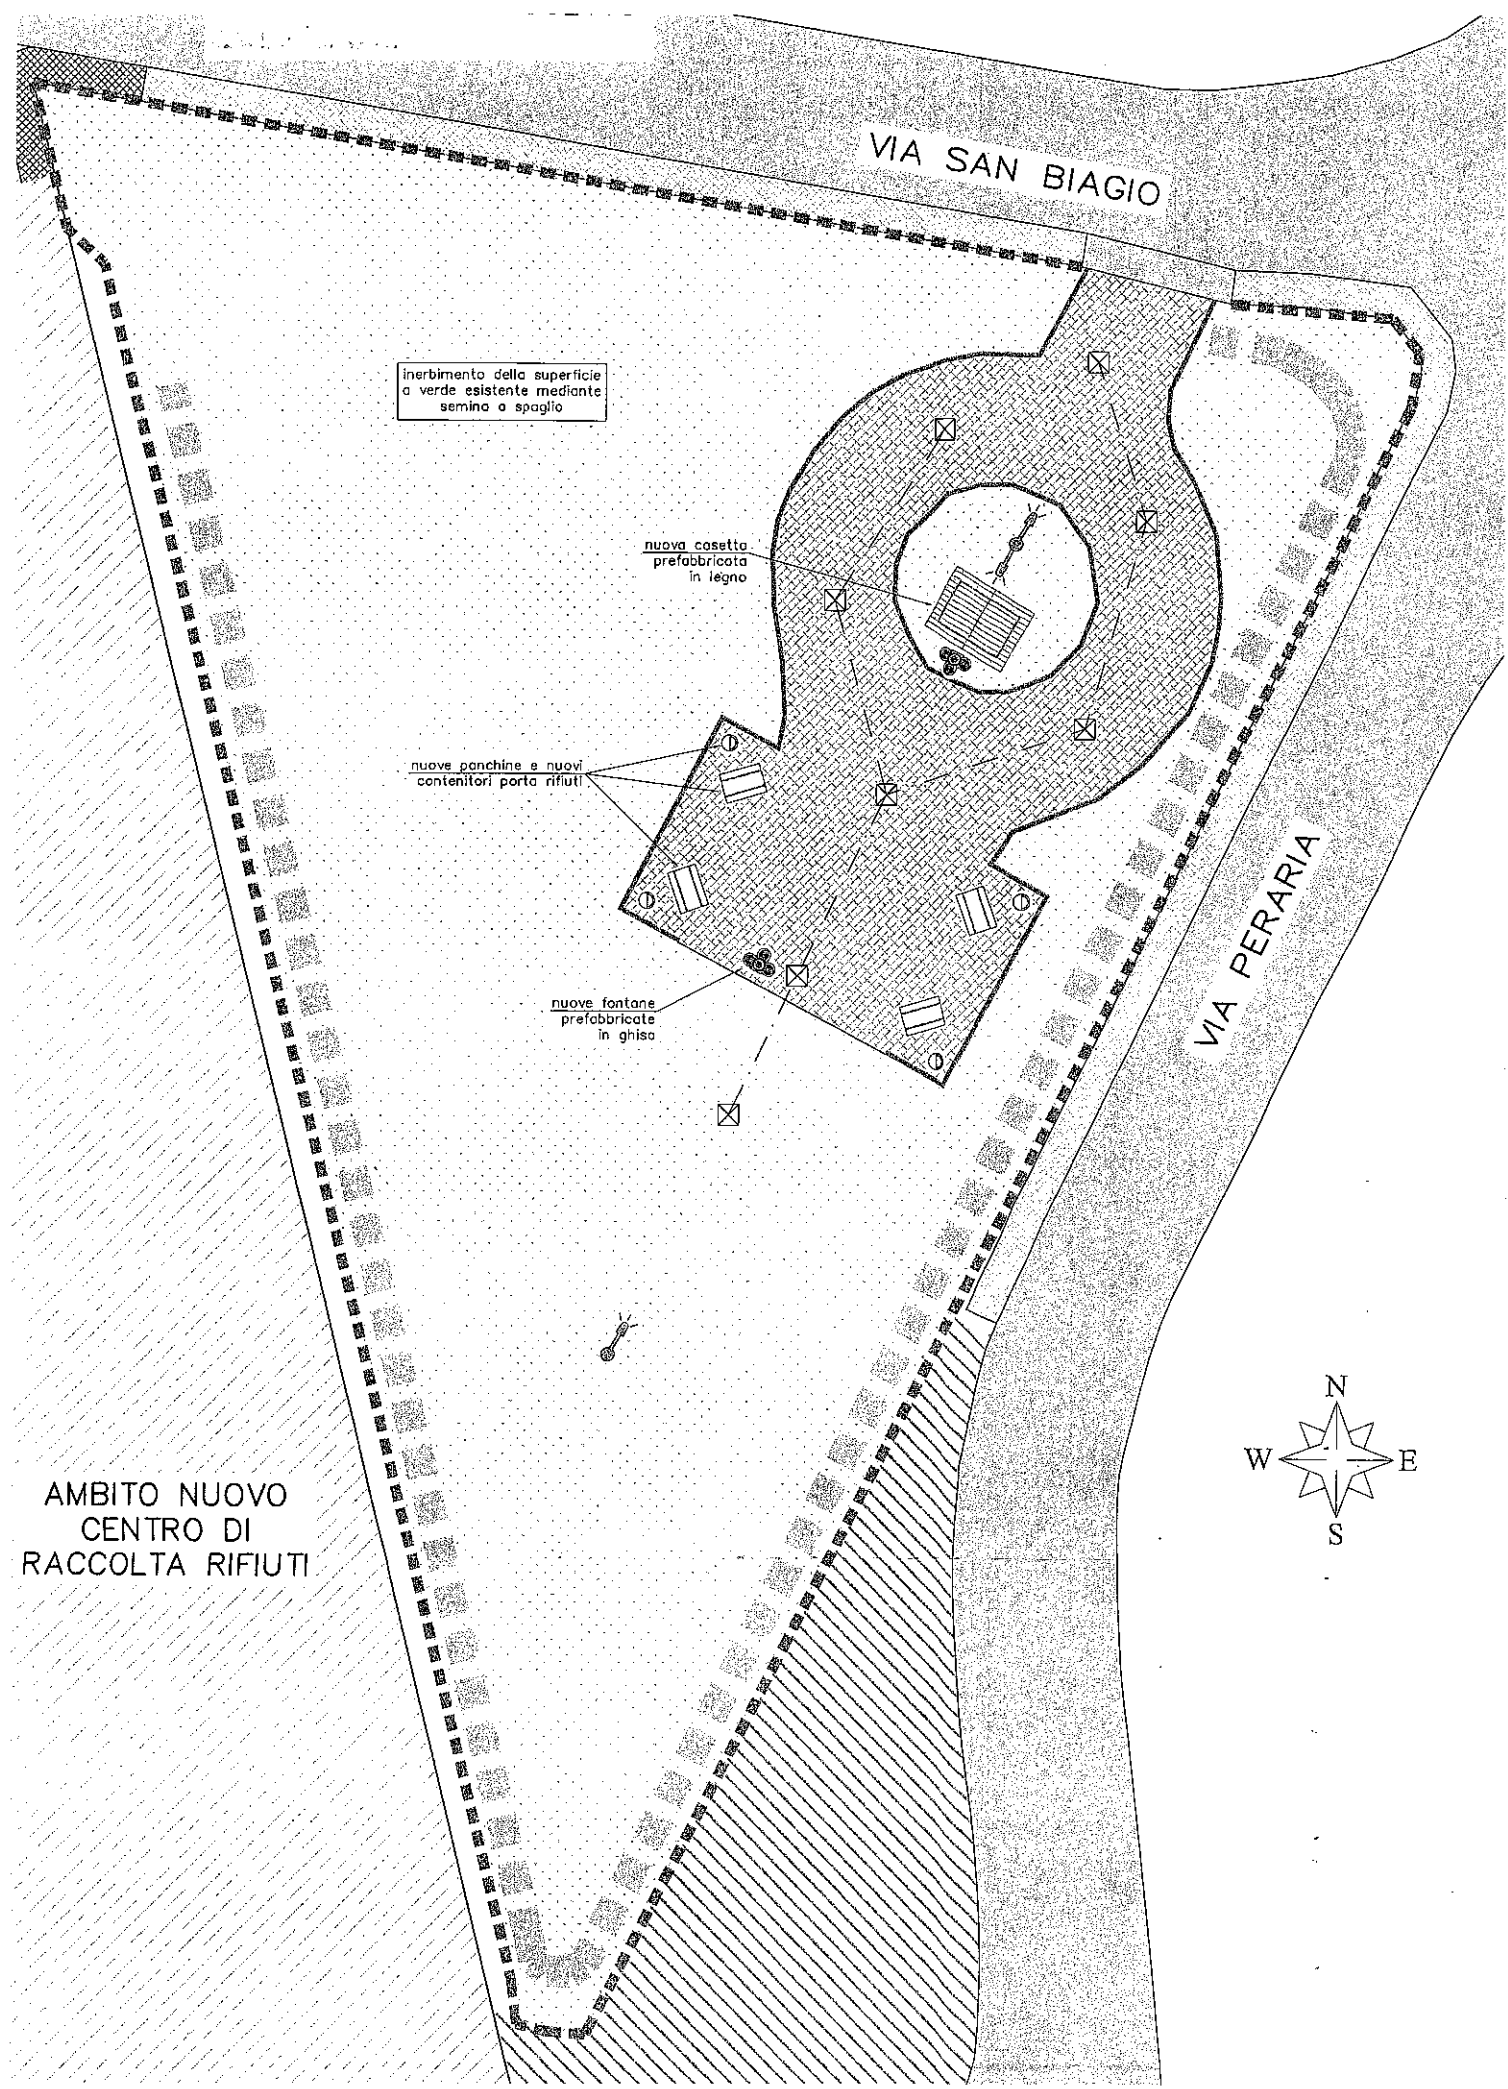 VIA SAN BIAGIO
inerbimento della superficie
a verde esistente mediante
semina a spaglio
nuova casetta
prefabbricata
in legno
nuove panchine e nuovi
contenitori porta rifiuti
VIA PERARIA
nuove fontane
prefabbricate
in ghisa
N
W E
S
AMBITO NUOVO
CENTRO DI
RACCOLTA RIFIUTI